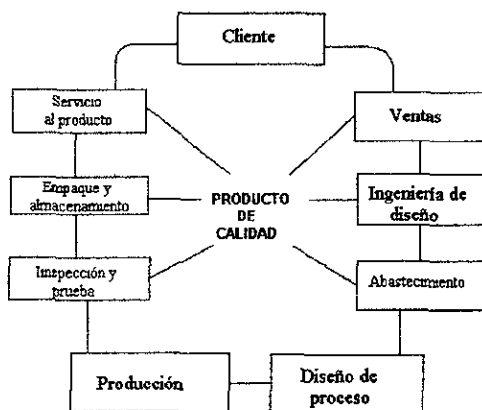 Cliente
Servicio
al producto
Ventas
Empaque y
almacenamiento
PRODUCTO
DE
CALIDAD
Ingeniería de
diseño
Inspección y
prueba
Abastecimiento
Producción
Diseño de
proceso